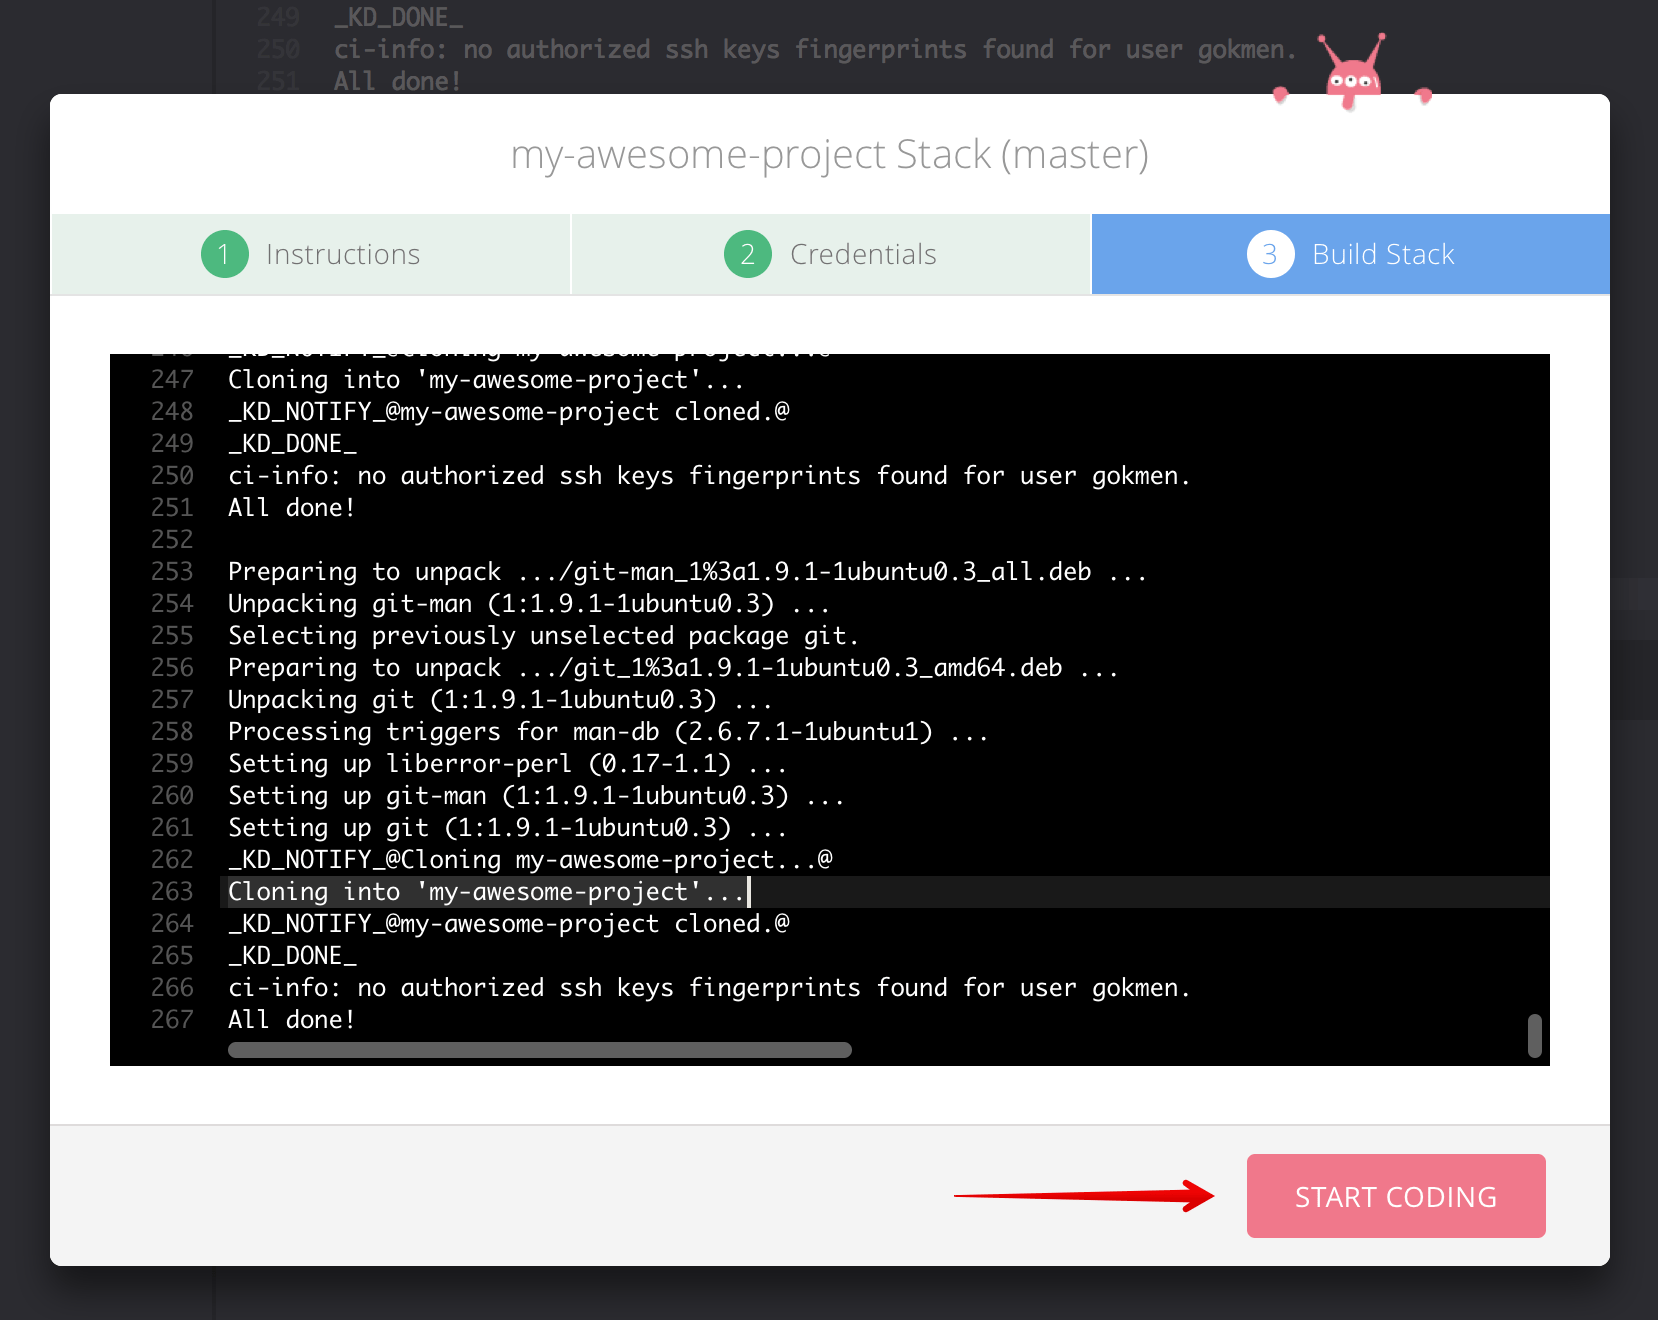 249 _KD_DONE_
250 ci-info: no authorized ssh keys fingerprints found for user gokmen.
251 All done!
my-awesome-project Stack (master)
1 Instructions
2 Credentials
3 Build Stack
246 _KD_NOTIFY_@Cloning my-awesome-project...@
247 Cloning into 'my-awesome-project'...
248 _KD_NOTIFY_@my-awesome-project cloned.@
249 _KD_DONE_
250 ci-info: no authorized ssh keys fingerprints found for user gokmen.
251 All done!
252
253 Preparing to unpack .../git-man_1%3a1.9.1-1ubuntu0.3_all.deb ...
254 Unpacking git-man (1:1.9.1-1ubuntu0.3) ...
255 Selecting previously unselected package git.
256 Preparing to unpack .../git_1%3a1.9.1-1ubuntu0.3_amd64.deb ...
257 Unpacking git (1:1.9.1-1ubuntu0.3) ...
258 Processing triggers for man-db (2.6.7.1-1ubuntu1) ...
259 Setting up liberror-perl (0.17-1.1) ...
260 Setting up git-man (1:1.9.1-1ubuntu0.3) ...
261 Setting up git (1:1.9.1-1ubuntu0.3) ...
262 _KD_NOTIFY_@Cloning my-awesome-project...@
263 Cloning into 'my-awesome-project'...
264 _KD_NOTIFY_@my-awesome-project cloned.@
265 _KD_DONE_
266 ci-info: no authorized ssh keys fingerprints found for user gokmen.
267 All done!
START CODING